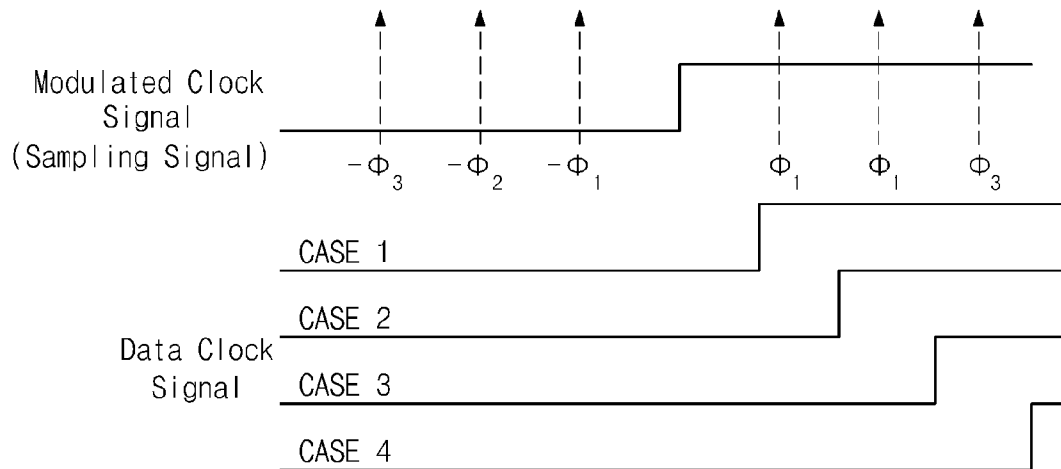 Modulated Clock
Signal
(Sampling Signal)
-Φ3 -Φ2 -Φ1 Φ1 Φ1 Φ3
CASE 1
CASE 2
Data Clock
Signal
CASE 3
CASE 4